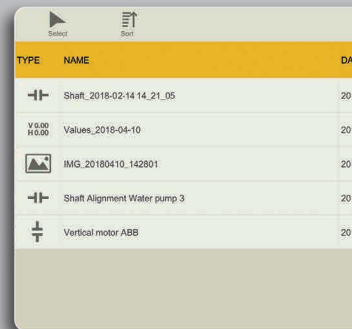 Select Sort
TYPE NAME DA
Shaft_2018-02-14 14_21_05 20
V 0.00
H 0.00 Values_2018-04-10 20
IMG_20180410_142801 20
Shaft Alignment Water pump 3 20
Vertical motor ABB 20